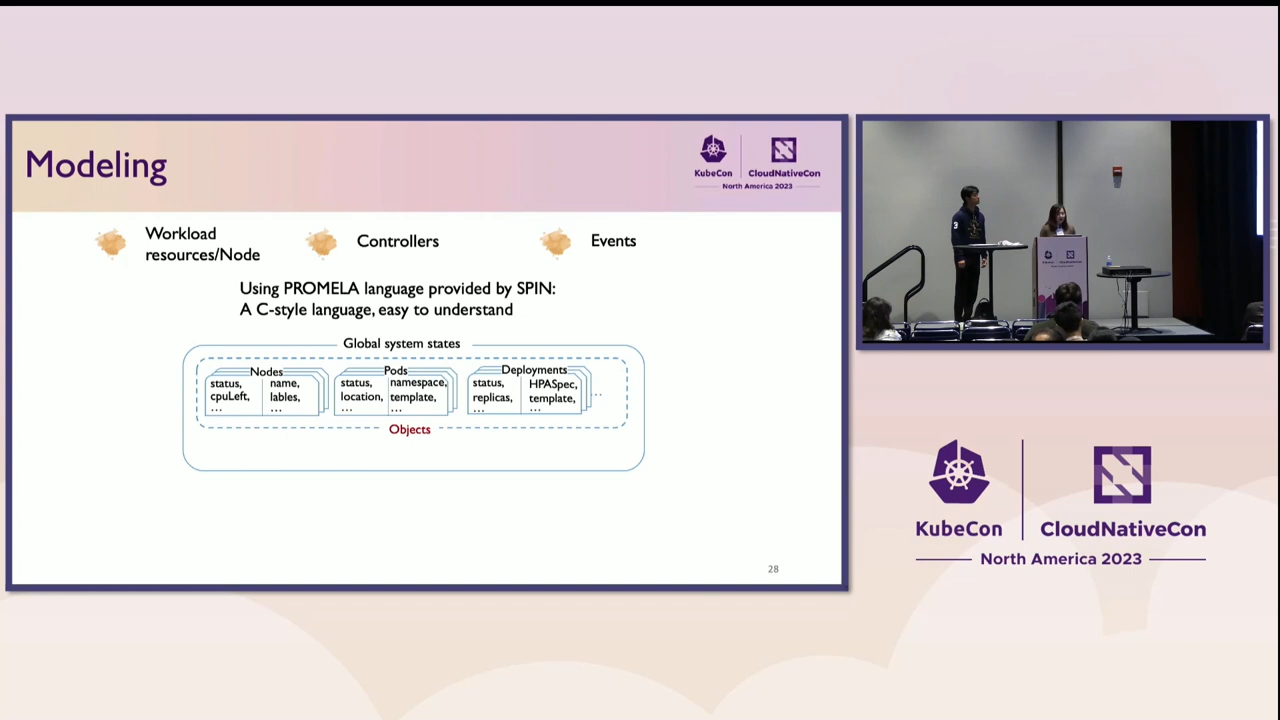 Modeling
KubeCon
CloudNativeCon
North America 2023
Workload
resources/Node
Controllers
Events
Using PROMELA language provided by SPIN:
A C-style language, easy to understand
Global system states
Nodes
status,
cpuLeft,
...
name,
lables,
...
Pods
status,
location,
...
namespace,
template,
...
Deployments
status,
replicas,
...
HPASpec,
template,
...
...
Objects
28
KubeCon
CloudNativeCon
North America 2023